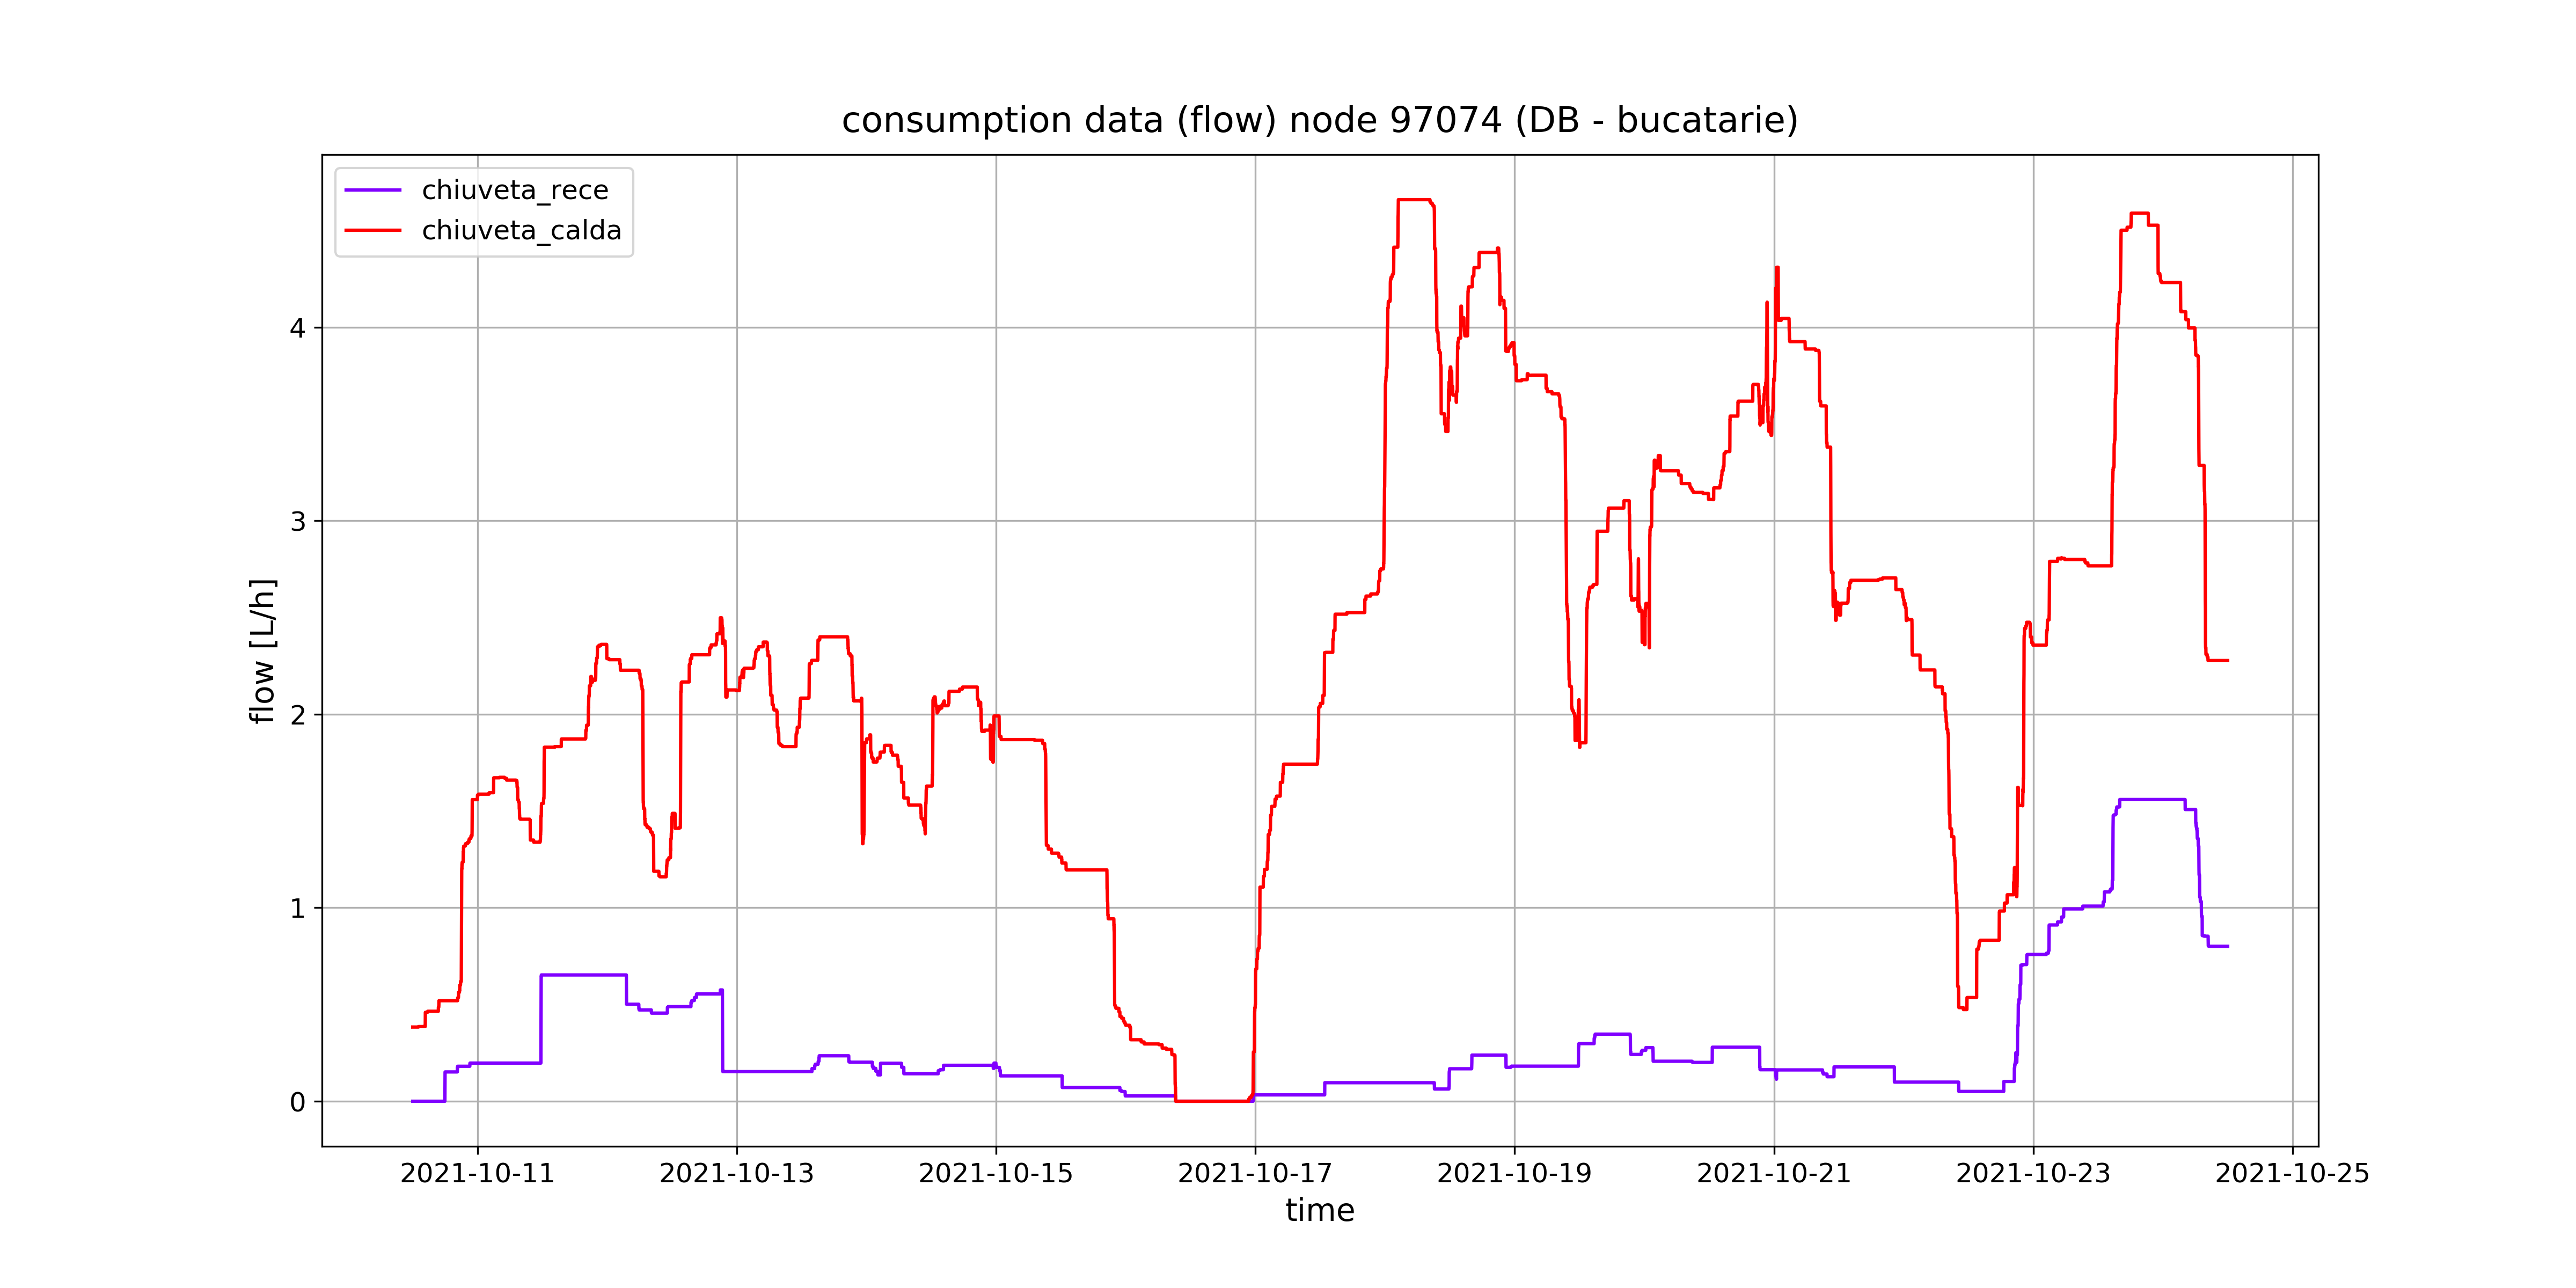 consumption data (flow) node 97074 (DB - bucatarie)
chiuveta_rece
chiuveta_calda
flow [L/h]
4
3
2
1
0
2021-10-11 2021-10-13 2021-10-15 2021-10-17 2021-10-19 2021-10-21 2021-10-23 2021-10-25
time